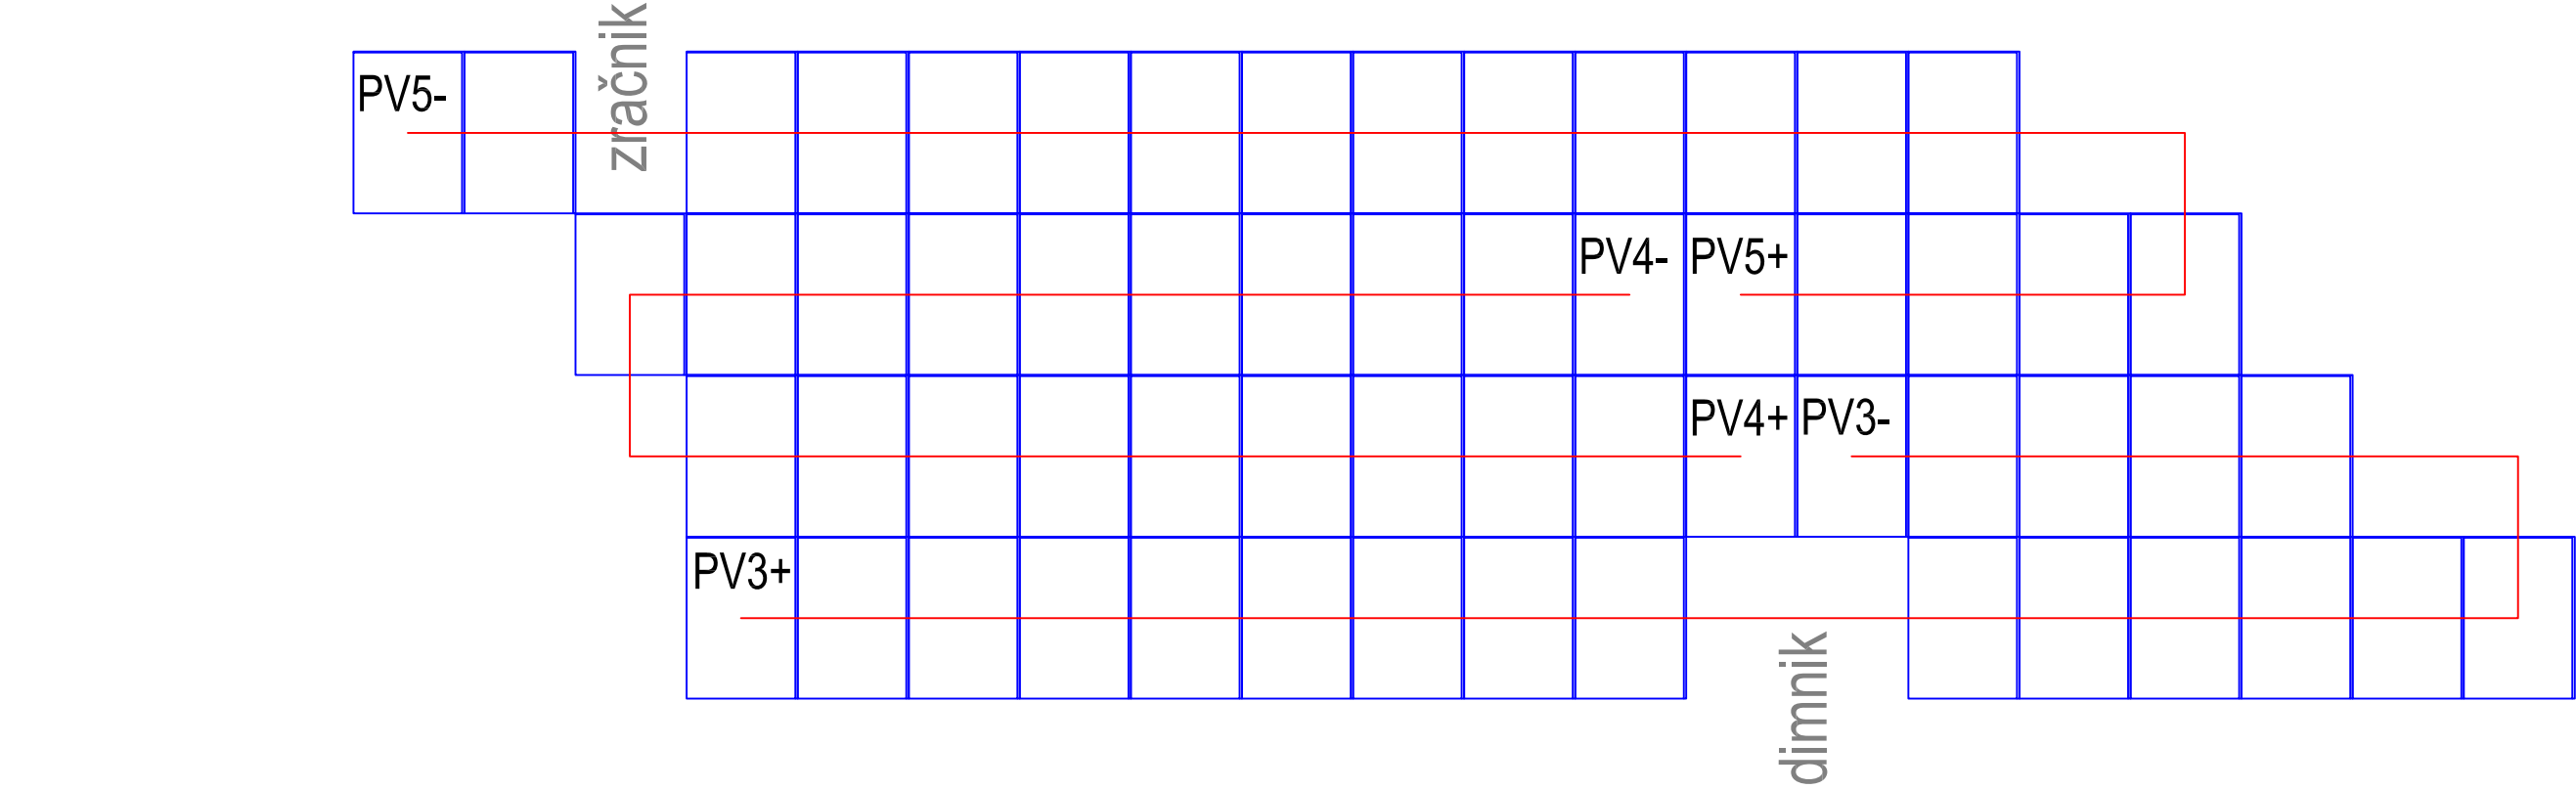 PV5-
zračnik
PV4-
PV5+
PV4+
PV3-
PV3+
dimnik